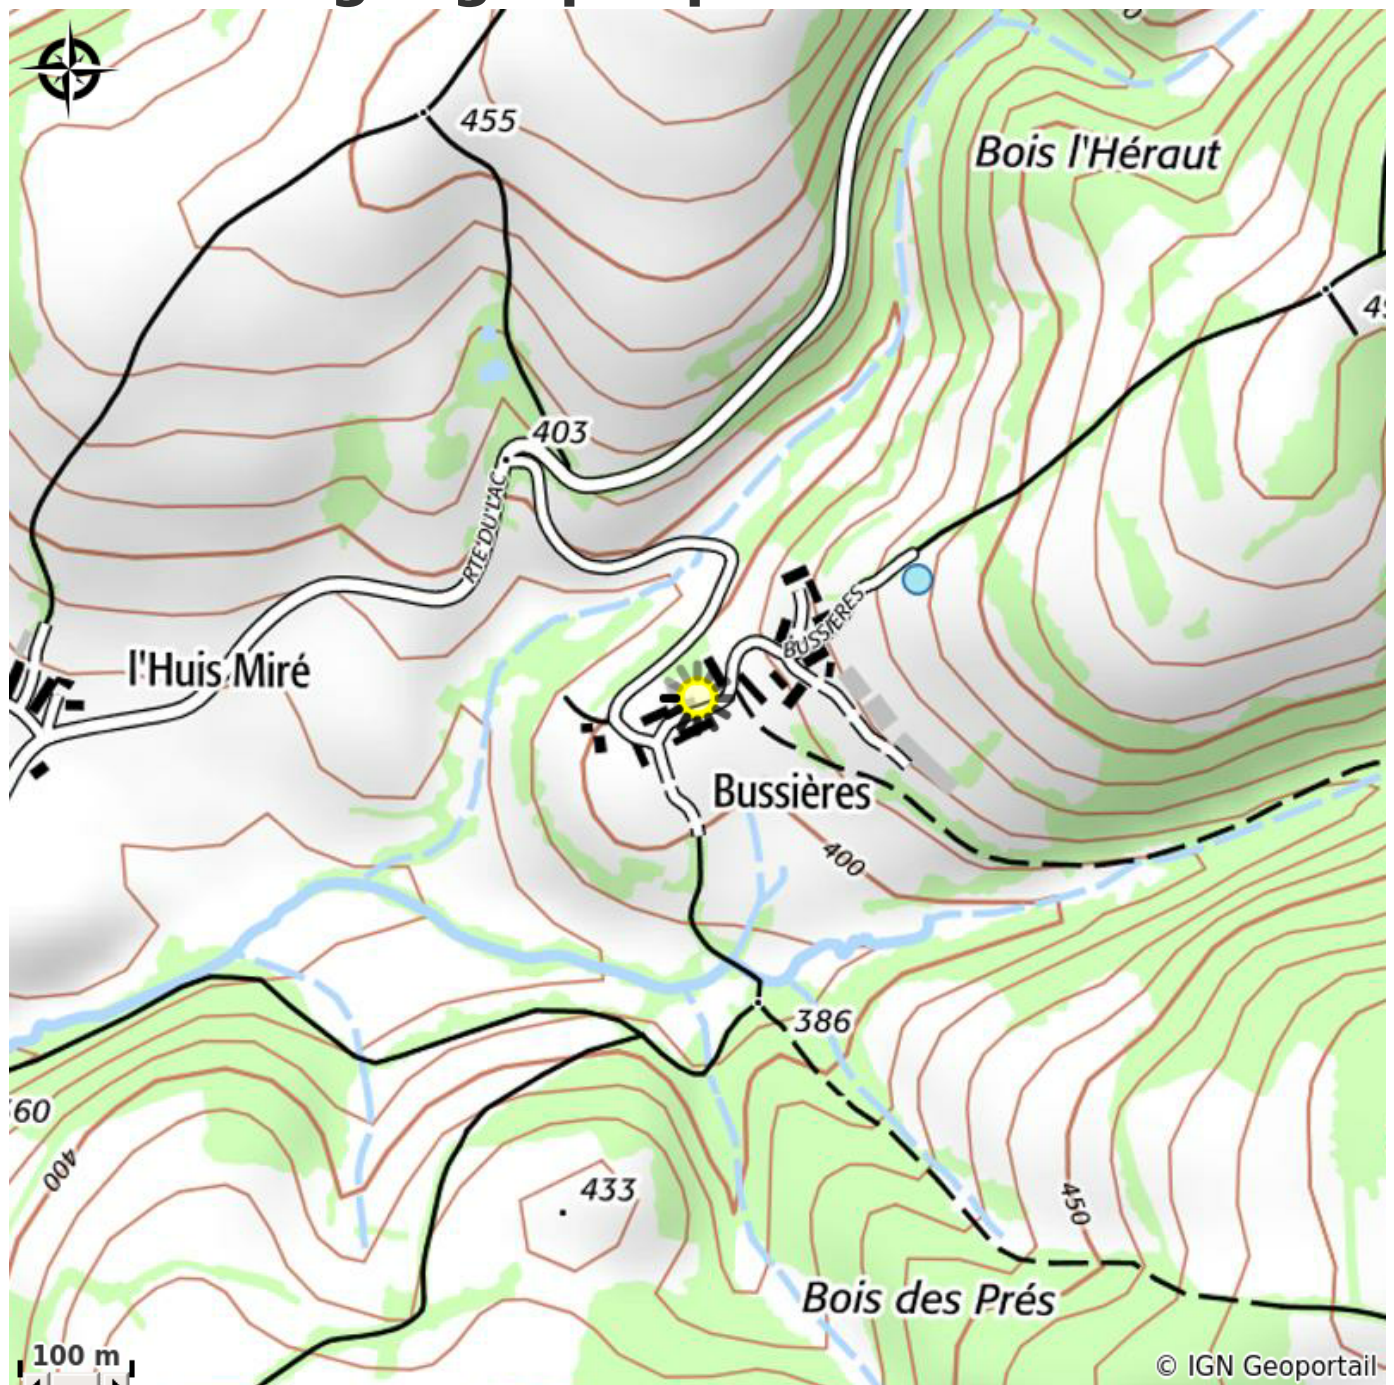 455
Bois l'Héraut
403
RTE DU LAC
BUSSIERES
l'Huis Miré
Bussières
400
386
60
400
433
450
Bois des Prés
100 m
© IGN Geoportail